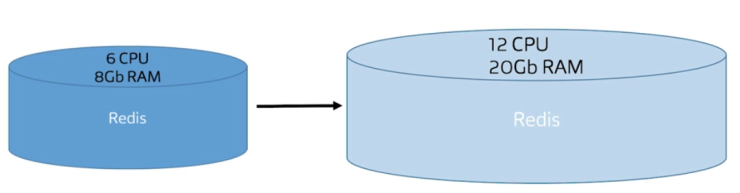 6 CPU
8Gb RAM
Redis
12 CPU
20Gb RAM
Redis